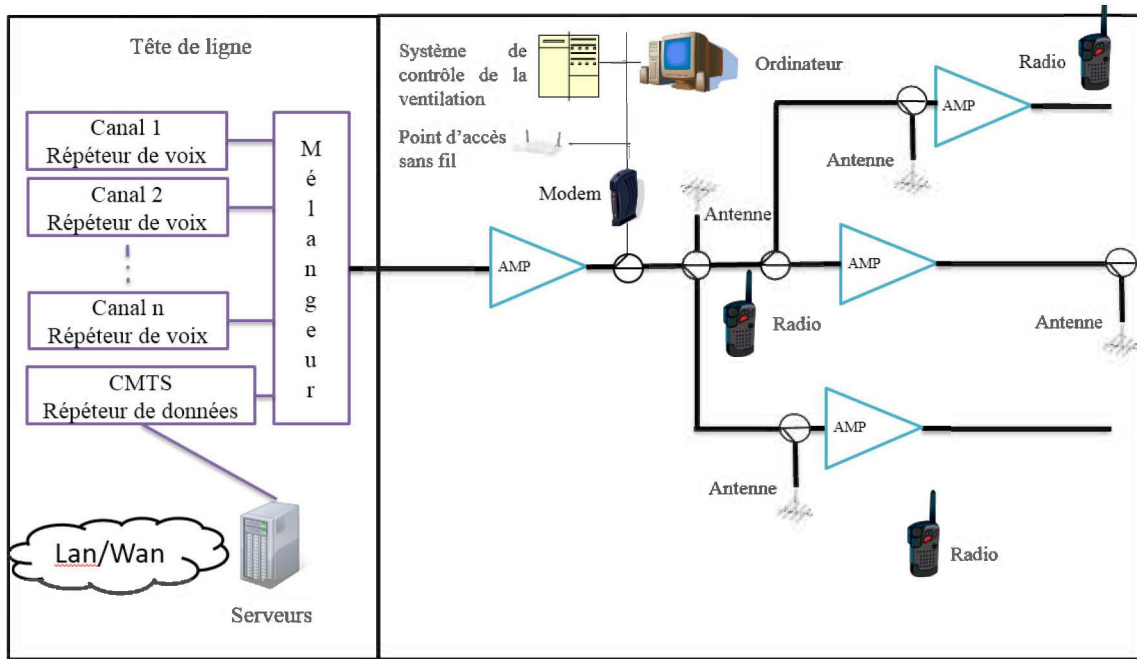 Tête de ligne
Canal 1
Répéteur de voix
Canal 2
Répéteur de voix
Canal n
Répéteur de voix
CMTS
Répéteur de données
M
é
l
a
n
g
e
u
r
Lan/Wan
Serveurs
Système de
contrôle de la
ventilation
Ordinateur
Point d'accès
sans fil
Modem
Antenne
Radio
AMP
Antenne
AMP
Radio
AMP
Antenne
AMP
Antenne
Radio